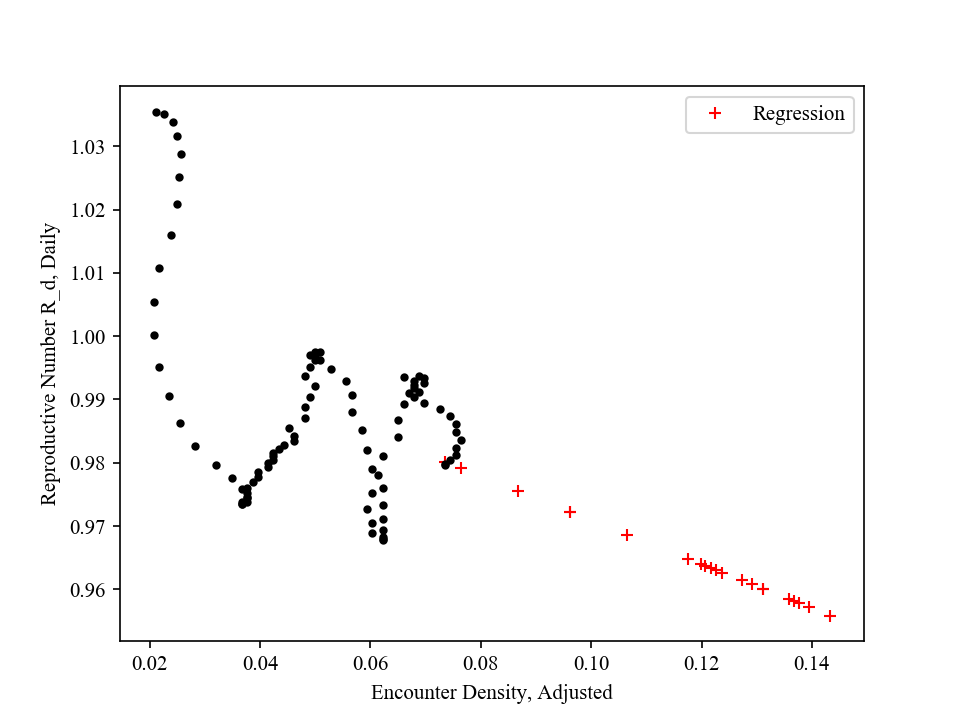 Regression
1.03
1.02
1.01
1.00
0.99
0.98
0.97
0.96
Reproductive Number R_d, Daily
0.02 0.04 0.06 0.08 0.10 0.12 0.14
Encounter Density, Adjusted